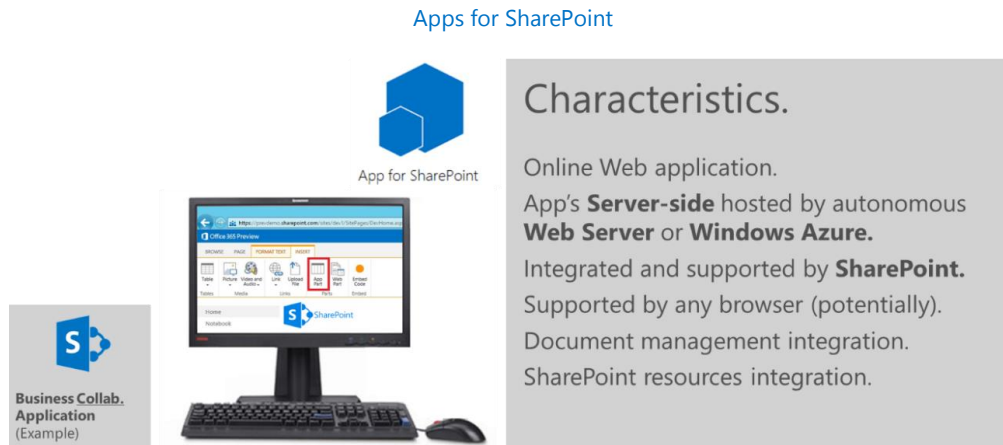 Apps for SharePoint
App for SharePoint
Characteristics.
Online Web application.
App's Server-side hosted by autonomous
Web Server or Windows Azure.
Integrated and supported by SharePoint.
Supported by any browser (potentially).
Document management integration.
SharePoint resources integration.
Office 365 Preview
BROWSE PAGE FORMAT TEXT INSERT
Table Picture Video and Audio Link Upload File App Part Web Part Embed Code
Tables Media Links Parts Embed
Home
Notebook
S SharePoint
S
Business Collab.
Application
(Example)